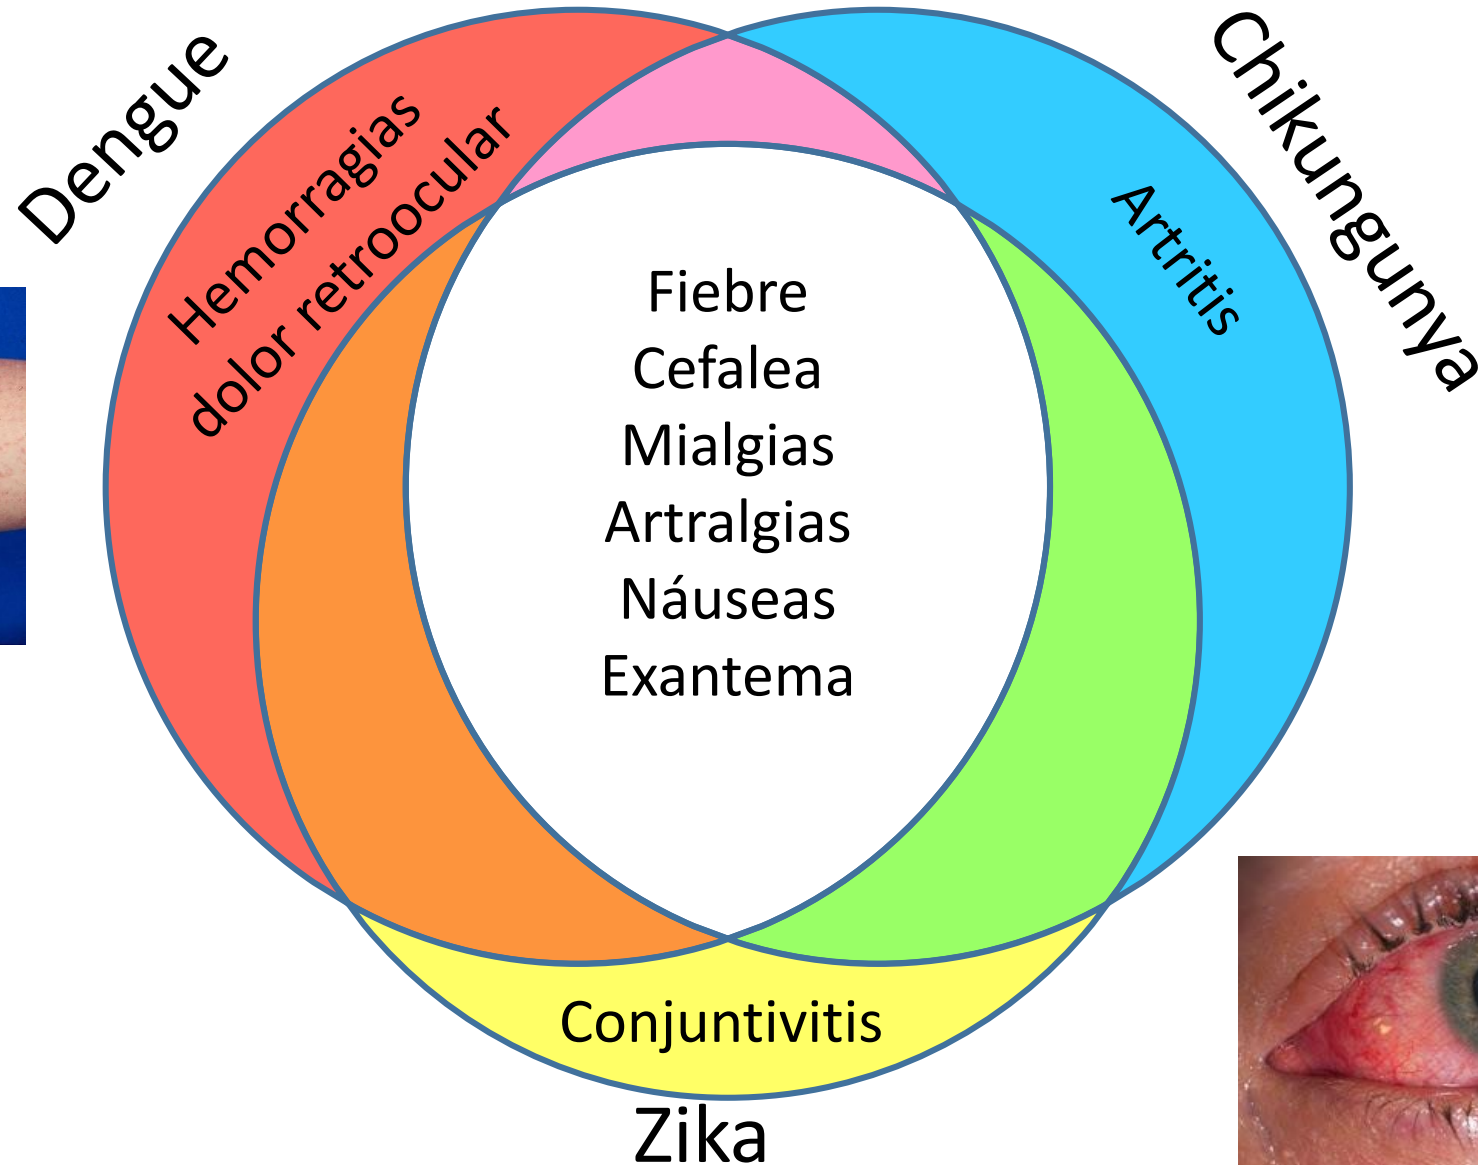 Dengue
Chikungunya
Hemorragias
dolor retroocular
Artritis
Fiebre
Cefalea
Mialgias
Artralgias
Náuseas
Exantema
Conjuntivitis
Zika